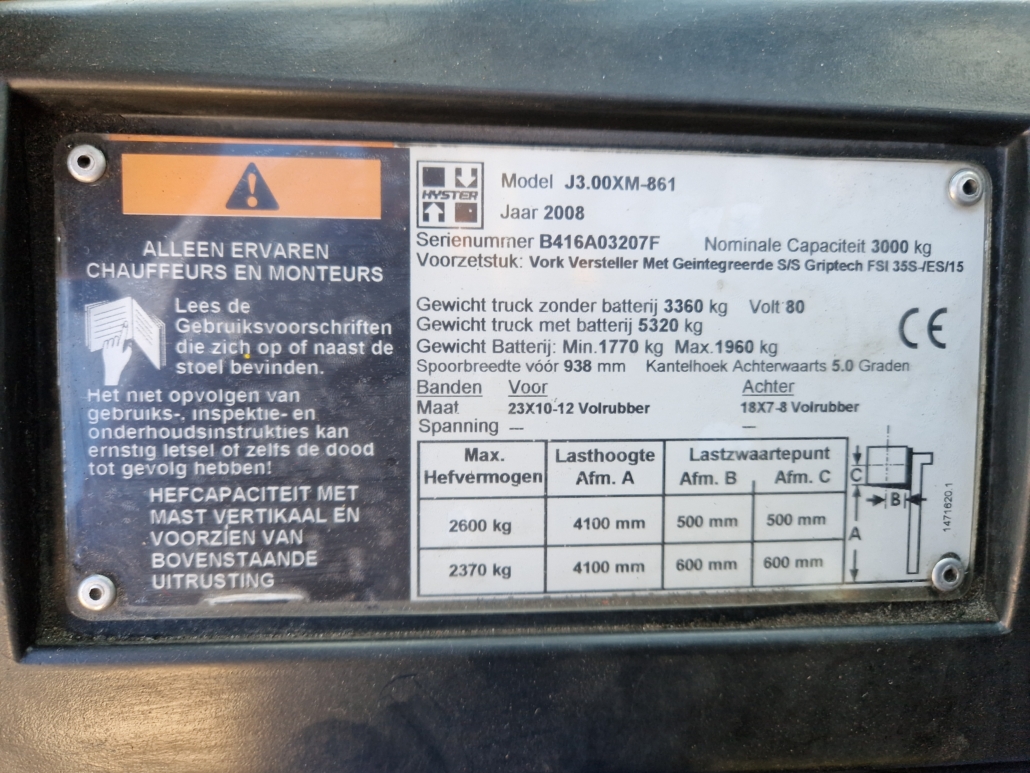 ALLEEN ERVAREN
CHAUFFEURS EN MONTEURS
Lees de
Gebruiksvoorschriften
die zich op of naast de
stoel bevinden.
Het niet opvolgen van
gebruiks-, inspektie- en
onderhoudsinstrukties kan
ernstig letsel of zelfs de dood
tot gevolg hebben!
HEFCAPACITEIT MET
MAST VERTIKAAL EN
VOORZIEN VAN
BOVENSTAANDE
UITRUSTING
HYSTER
Model J3.00XM-861
Jaar 2008
Serienummer B416A03207F Nominale Capaciteit 3000 kg
Voorzetstuk: Vork Versteller Met Geintegreerde S/S Griptech FSI 35S-/ES/15
Gewicht truck zonder batterij 3360 kg Volt 80
Gewicht truck met batterij 5320 kg
Gewicht Batterij: Min.1770 kg Max.1960 kg
CE
Spoorbreedte vóór 938 mm Kantelhoek Achterwaarts 5.0 Graden
Banden Voor Achter
Maat 23X10-12 Volrubber 18X7-8 Volrubber
Spanning — —
Max. Lasthoogte Lastzwaartepunt
Hefvermogen Afm. A Afm. B Afm. C
2600 kg 4100 mm 500 mm 500 mm
2370 kg 4100 mm 600 mm 600 mm
C
B
A
1471620.1